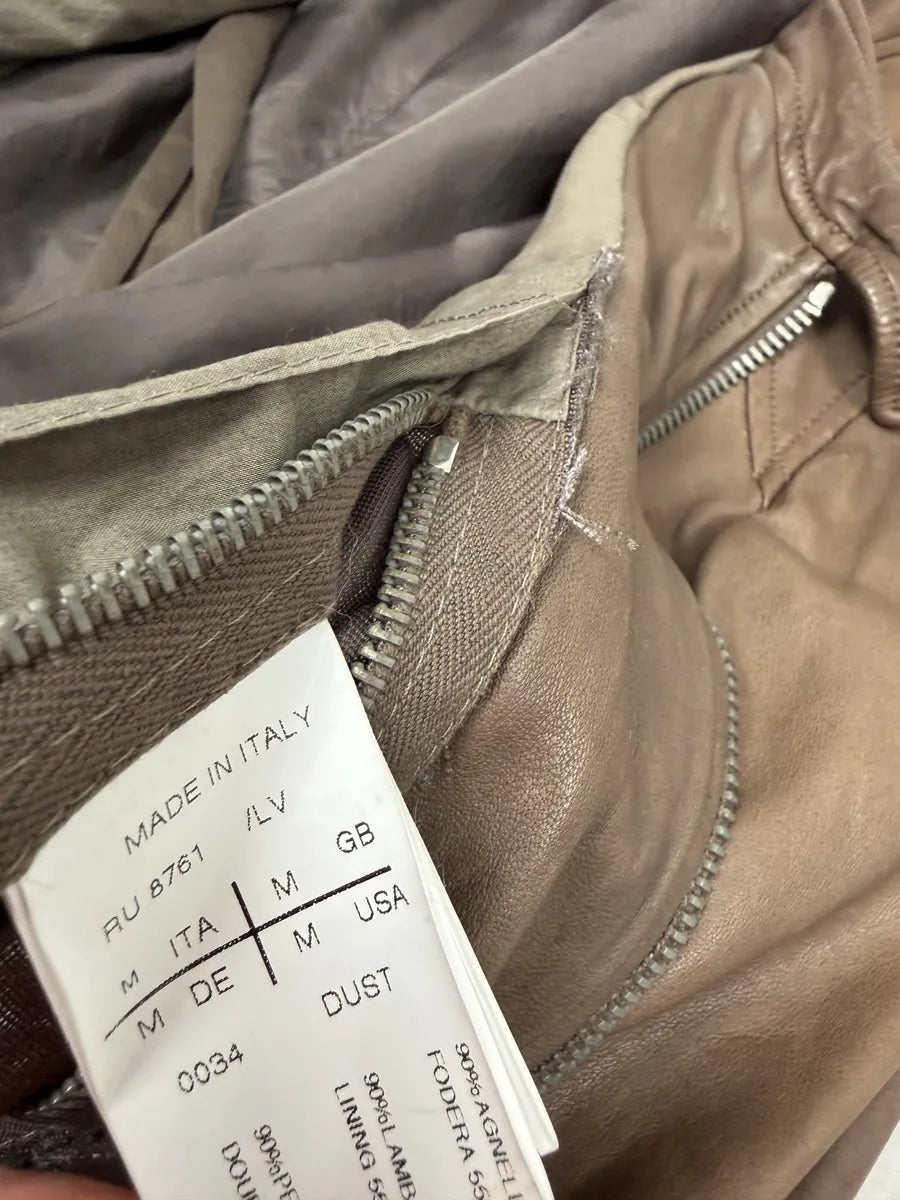 MADE IN ITALY
RU 8761 /LV
M ITA M GB
M DE M USA
0034 DUST
90%AGNELL
FODERA 55
90%LAMB
LINING 55
90%PE
DOU